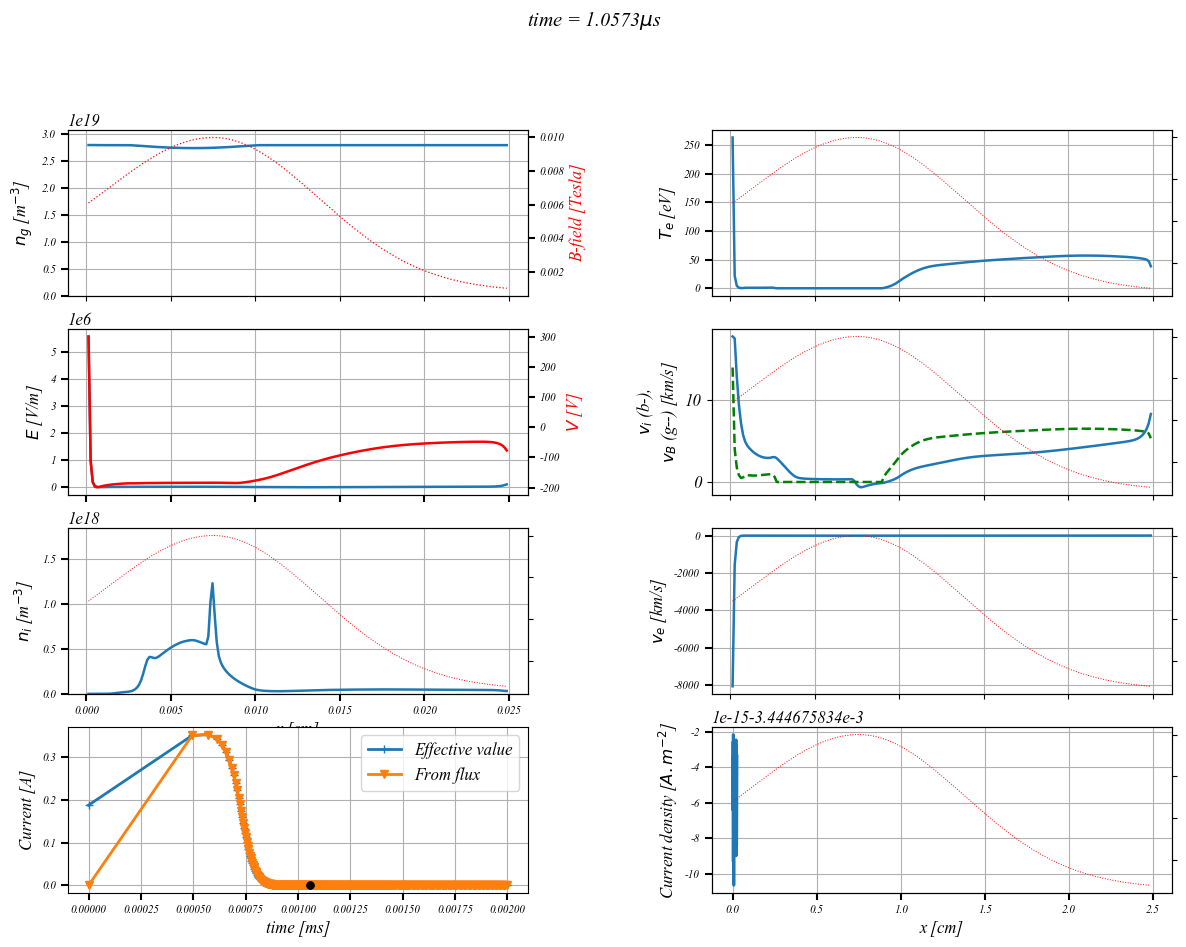 time = 1.0573μs
1e19
3.0
2.5
2.0
1.5
1.0
0.5
0.0
n_g [m^{-3}]
0.010
0.008
0.006
0.004
0.002
B-field [Tesla]
250
200
150
100
50
0
T_e [eV]
1e6
5
4
3
2
1
0
E [V/m]
300
200
100
0
-100
-200
V [V]
10
0
v_i (b-),
v_B (g--) [km/s]
1e18
1.5
1.0
0.5
0.0
n_i [m^{-3}]
0.000 0.005 0.010 0.015 0.020 0.025
0
-2000
-4000
-6000
-8000
v_e [km/s]
0.3
0.2
0.1
0.0
Current [A]
Effective value
From flux
0.00000 0.00025 0.00050 0.00075 0.00100 0.00125 0.00150 0.00175 0.00200
time [ms]
1e-15-3.444675834e-3
-2
-4
-6
-8
-10
Current density [A.m^{-2}]
0.0 0.5 1.0 1.5 2.0 2.5
x [cm]